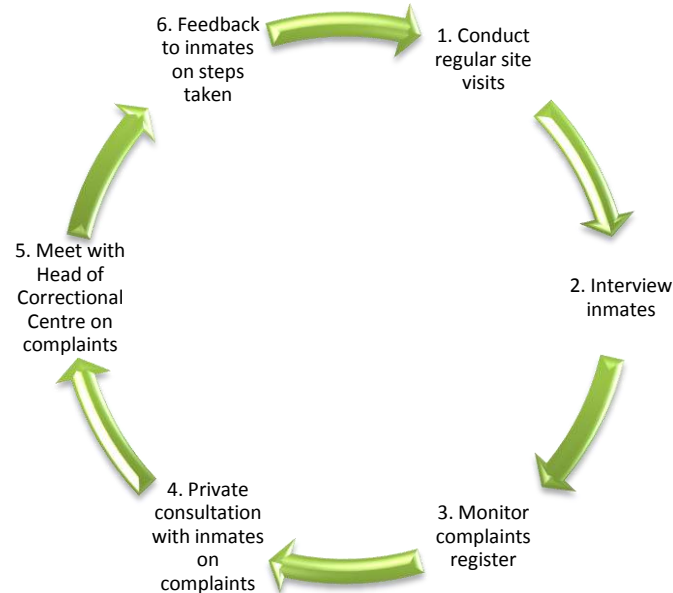 1. Conduct
regular site
visits
2. Interview
inmates
3. Monitor
complaints
register
4. Private
consultation
with inmates
on
complaints
5. Meet with
Head of
Correctional
Centre on
complaints
6. Feedback
to inmates
on steps
taken